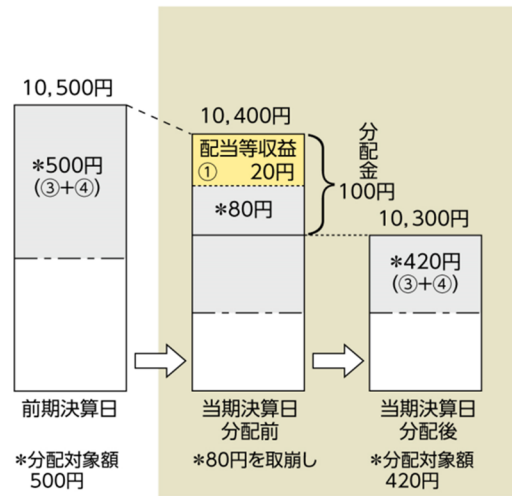 10,500円
*500円
(③+④)
前期決算日
*分配対象額
500円
10,400円
配当等収益
① 20円
*80円
分配金
100円
当期決算日
分配前
*80円を取崩し
10,300円
*420円
(③+④)
当期決算日
分配後
*分配対象額
420円